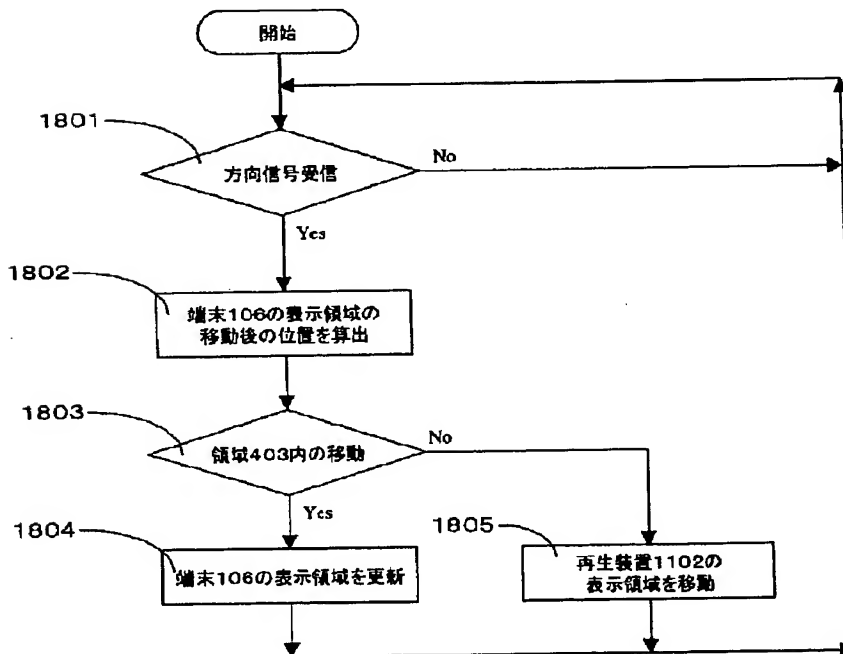 開始
1801
方向信号受信
No
Yes
1802
端末106の表示領域の
移動後の位置を算出
1803
領域403内の移動
No
Yes
1804
端末106の表示領域を更新
1805
再生装置1102の
表示領域を移動